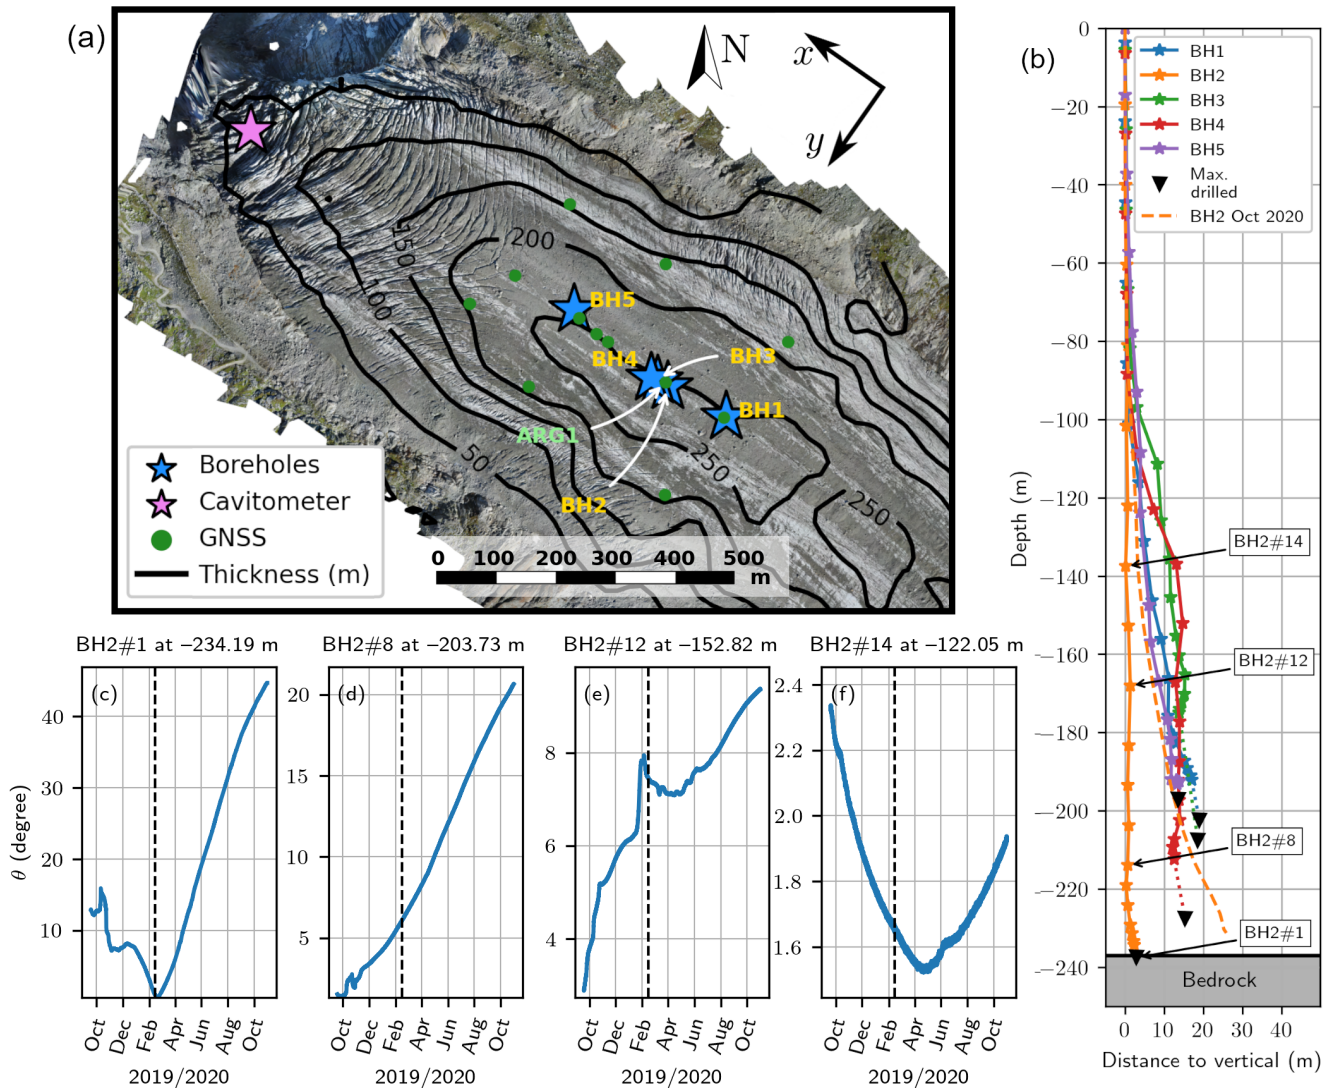 (a)
N
x
y
200
150
100
50
250
250
BH5
BH4
BH3
BH1
ARG1
BH2
Boreholes
Cavitometer
GNSS
Thickness (m)
0 100 200 300 400 500
m
(b)
BH1
BH2
BH3
BH4
BH5
Max.
drilled
BH2 Oct 2020
0
−20
−40
−60
−80
−100
−120
−140
−160
−180
−200
−220
−240
Depth (m)
BH2#14
BH2#12
BH2#8
BH2#1
Bedrock
0 10 20 30 40
Distance to vertical (m)
BH2#1 at −234.19 m
(c)
40
30
20
10
θ (degree)
Oct Dec Feb Apr Jun Aug Oct
2019/2020
BH2#8 at −203.73 m
(d)
20
15
10
5
Oct Dec Feb Apr Jun Aug Oct
2019/2020
BH2#12 at −152.82 m
(e)
8
6
4
Oct Dec Feb Apr Jun Aug Oct
2019/2020
BH2#14 at −122.05 m
(f)
2.4
2.2
2.0
1.8
1.6
Oct Dec Feb Apr Jun Aug Oct
2019/2020